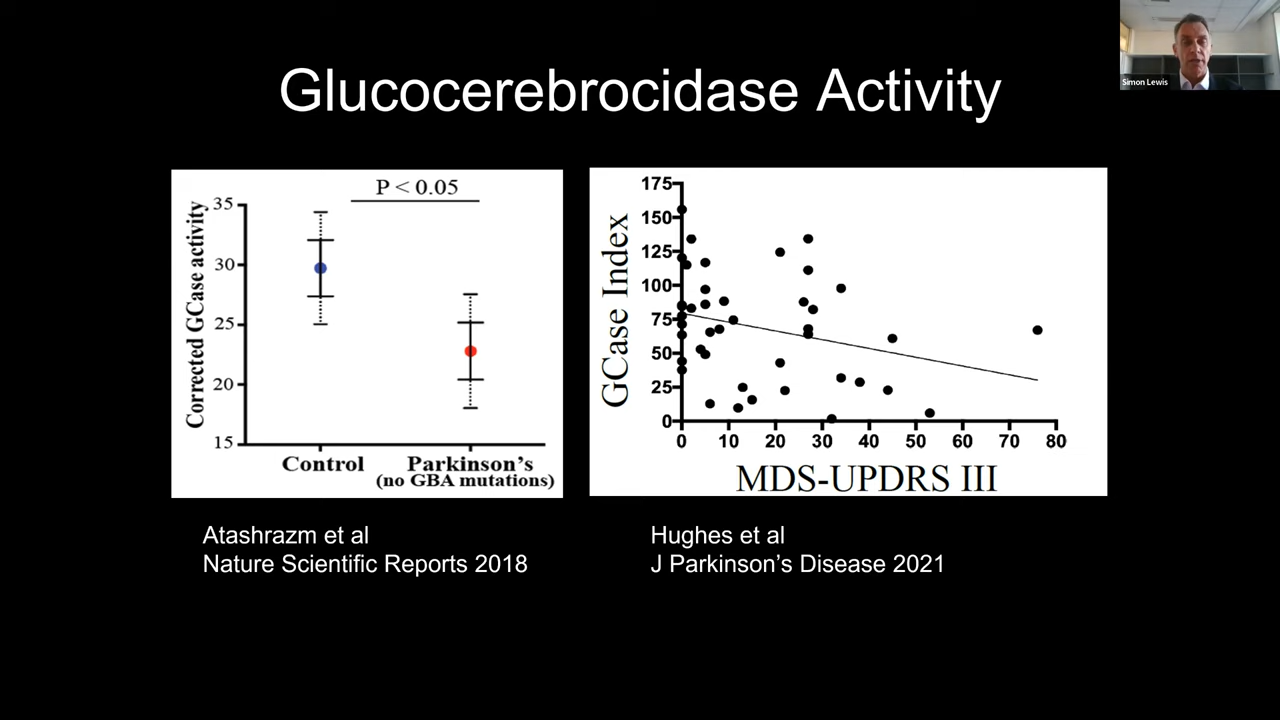 Glucocerebrocidase Activity
Simon Lewis
P < 0.05
Corrected GCase activity
35
30
25
20
15
Control
Parkinson's
(no GBA mutations)
GCase Index
175
150
125
100
75
50
25
0
0 10 20 30 40 50 60 70 80
MDS-UPDRS III
Atashrazm et al
Nature Scientific Reports 2018
Hughes et al
J Parkinson's Disease 2021